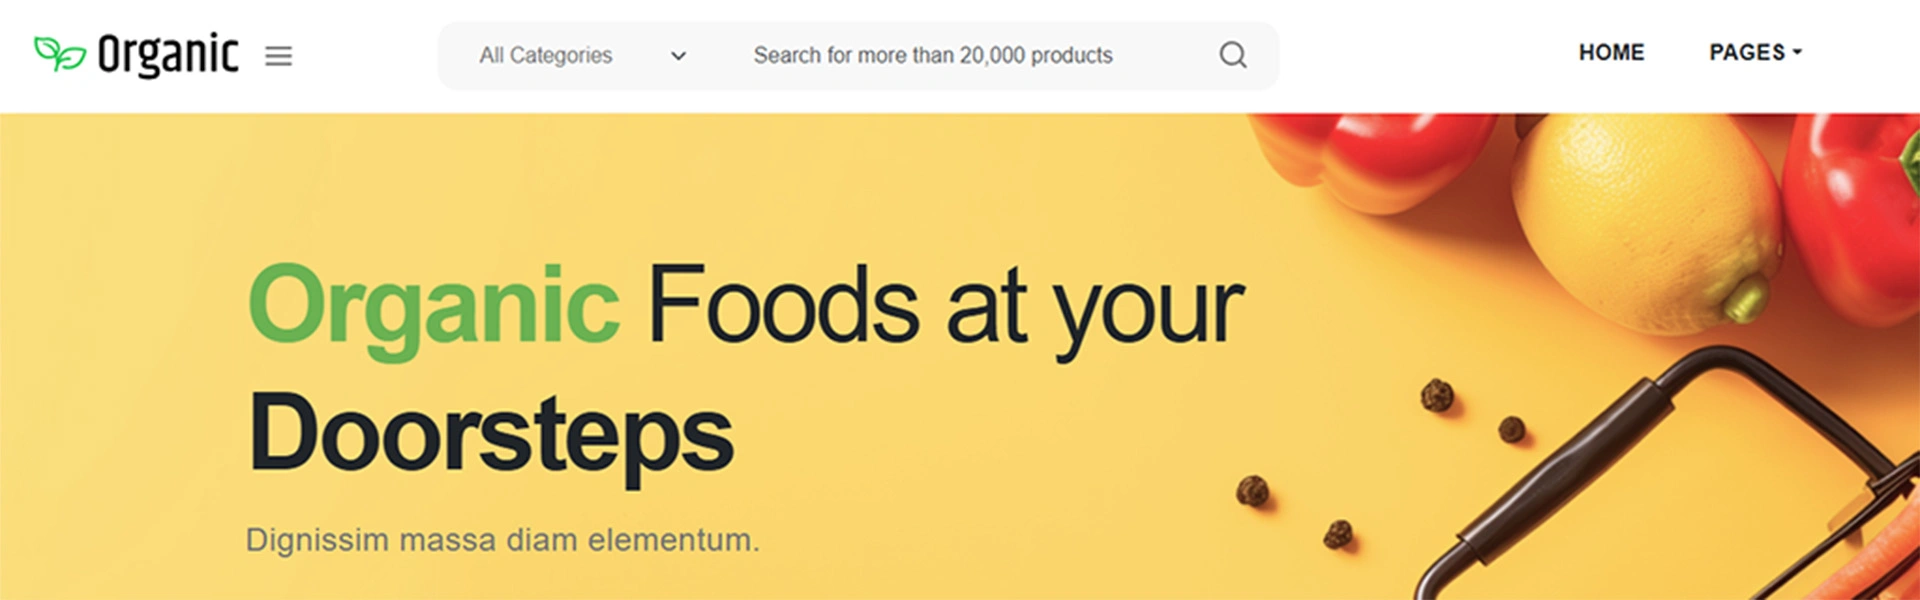 Organic
All Categories
Search for more than 20,000 products
HOME
PAGES
Organic Foods at your
Doorsteps
Dignissim massa diam elementum.